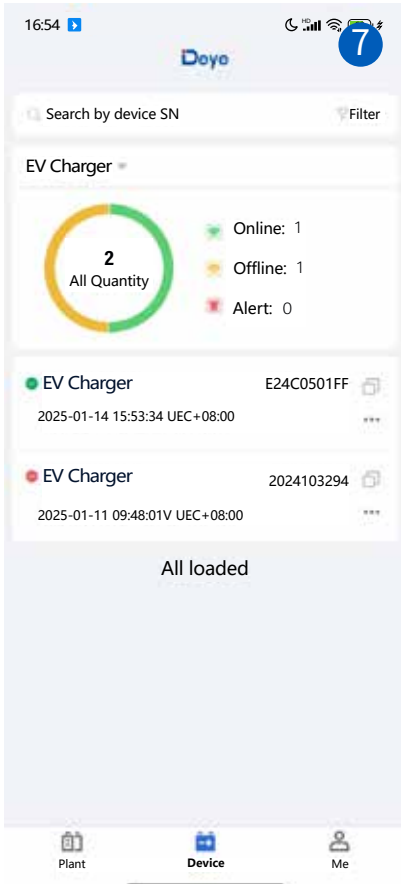 16:54
7
Deye
Search by device SN Filter
EV Charger
2
All Quantity
Online: 1
Offline: 1
Alert: 0
EV Charger E24C0501FF
2025-01-14 15:53:34 UEC+08:00
EV Charger 2024103294
2025-01-11 09:48:01V UEC+08:00
All loaded
Plant Device Me